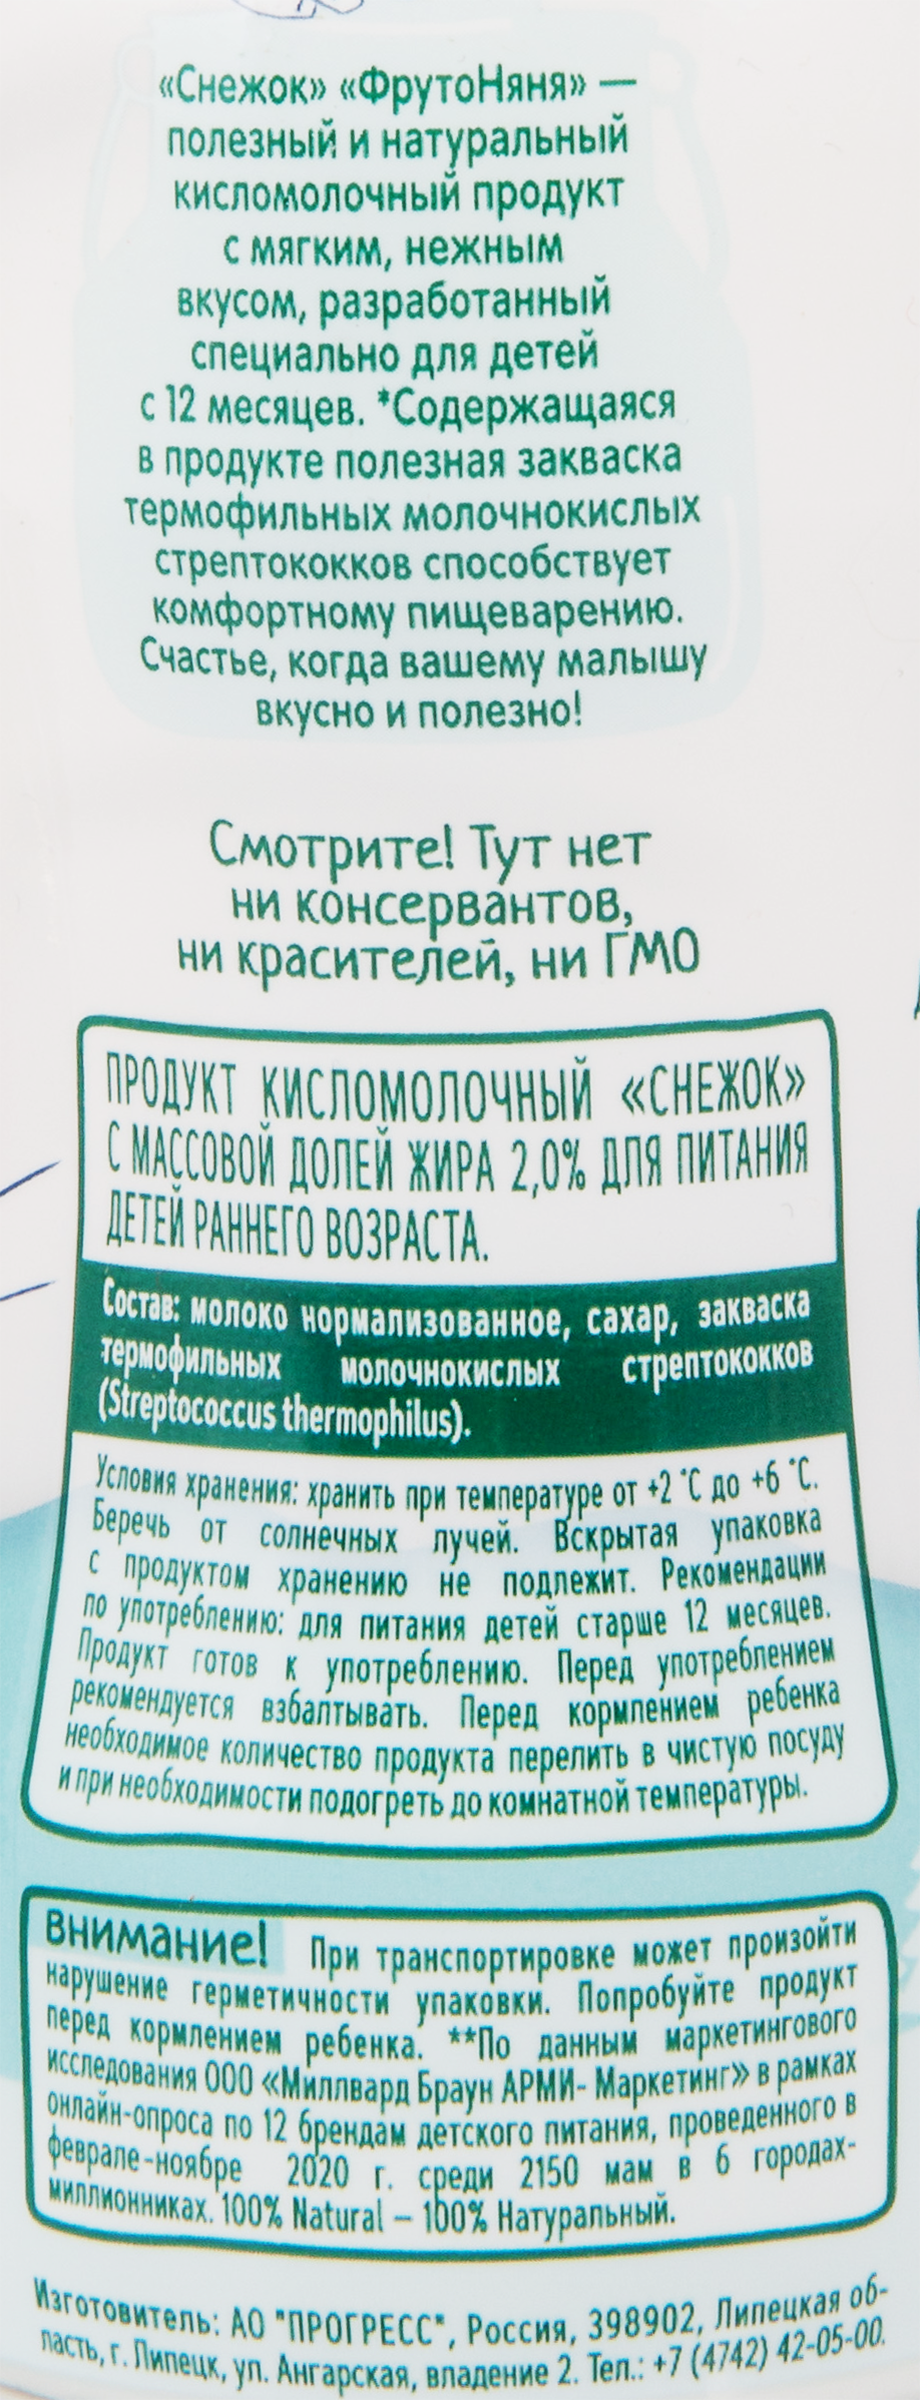 «Снежок» «ФрутоНяня» —
полезный и натуральный
кисломолочный продукт
с мягким, нежным
вкусом, разработанный
специально для детей
с 12 месяцев. *Содержащаяся
в продукте полезная закваска
термофильных молочнокислых
стрептококков способствует
комфортному пищеварению.
Счастье, когда вашему малышу
вкусно и полезно!
Смотрите! Тут нет
ни консервантов,
ни красителей, ни ГМО
ПРОДУКТ КИСЛОМОЛОЧНЫЙ «СНЕЖОК»
С МАССОВОЙ ДОЛЕЙ ЖИРА 2,0% ДЛЯ ПИТАНИЯ
ДЕТЕЙ РАННЕГО ВОЗРАСТА.
Состав: молоко нормализованное, сахар, закваска
термофильных молочнокислых стрептококков
(Streptococcus thermophilus).
Условия хранения: хранить при температуре от +2 °С до +6 °С.
Беречь от солнечных лучей. Вскрытая упаковка
с продуктом хранению не подлежит. Рекомендации
по употреблению: для питания детей старше 12 месяцев.
Продукт готов к употреблению. Перед употреблением
рекомендуется взбалтывать. Перед кормлением ребенка
необходимое количество продукта перелить в чистую посуду
и при необходимости подогреть до комнатной температуры.
Внимание! При транспортировке может произойти
нарушение герметичности упаковки. Попробуйте продукт
перед кормлением ребенка. **По данным маркетингового
исследования ООО «Миллвард Браун АРМИ- Маркетинг» в рамках
онлайн-опроса по 12 брендам детского питания, проведенного в
феврале-ноябре 2020 г. среди 2150 мам в 6 городах-
миллионниках. 100% Natural – 100% Натуральный.
Изготовитель: АО "ПРОГРЕСС", Россия, 398902, Липецкая об-
ласть, г. Липецк, ул. Ангарская, владение 2. Тел.: +7 (4742) 42-05-00.